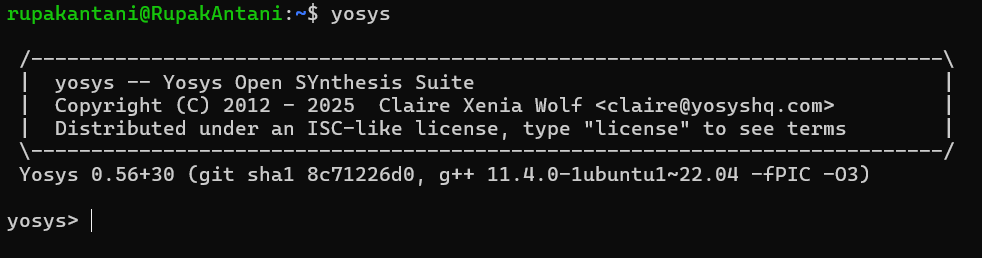 rupakantani@RupakAntani:~$ yosys
/----------------------------------------------------------------------------\
|  yosys -- Yosys Open SYnthesis Suite                                       |
|  Copyright (C) 2012 - 2025  Claire Xenia Wolf <claire@yosyshq.com>         |
|  Distributed under an ISC-like license, type "license" to see terms        |
\----------------------------------------------------------------------------/
Yosys 0.56+30 (git sha1 8c71226d0, g++ 11.4.0-1ubuntu1~22.04 -fPIC -O3)
yosys>